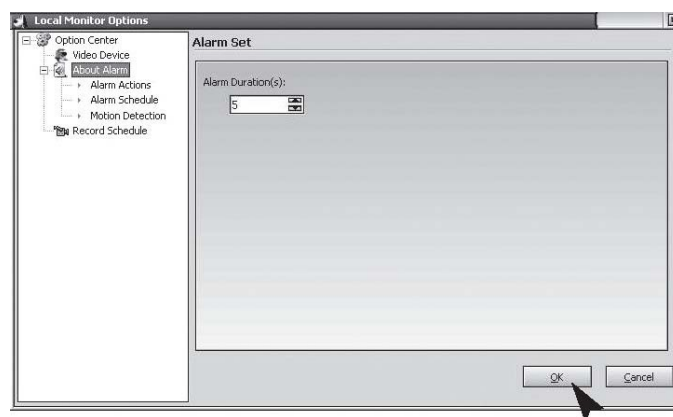 Local Monitor Options
Option Center
Video Device
About Alarm
Alarm Actions
Alarm Schedule
Motion Detection
Record Schedule
Alarm Set
Alarm Duration(s):
5
OK
Cancel